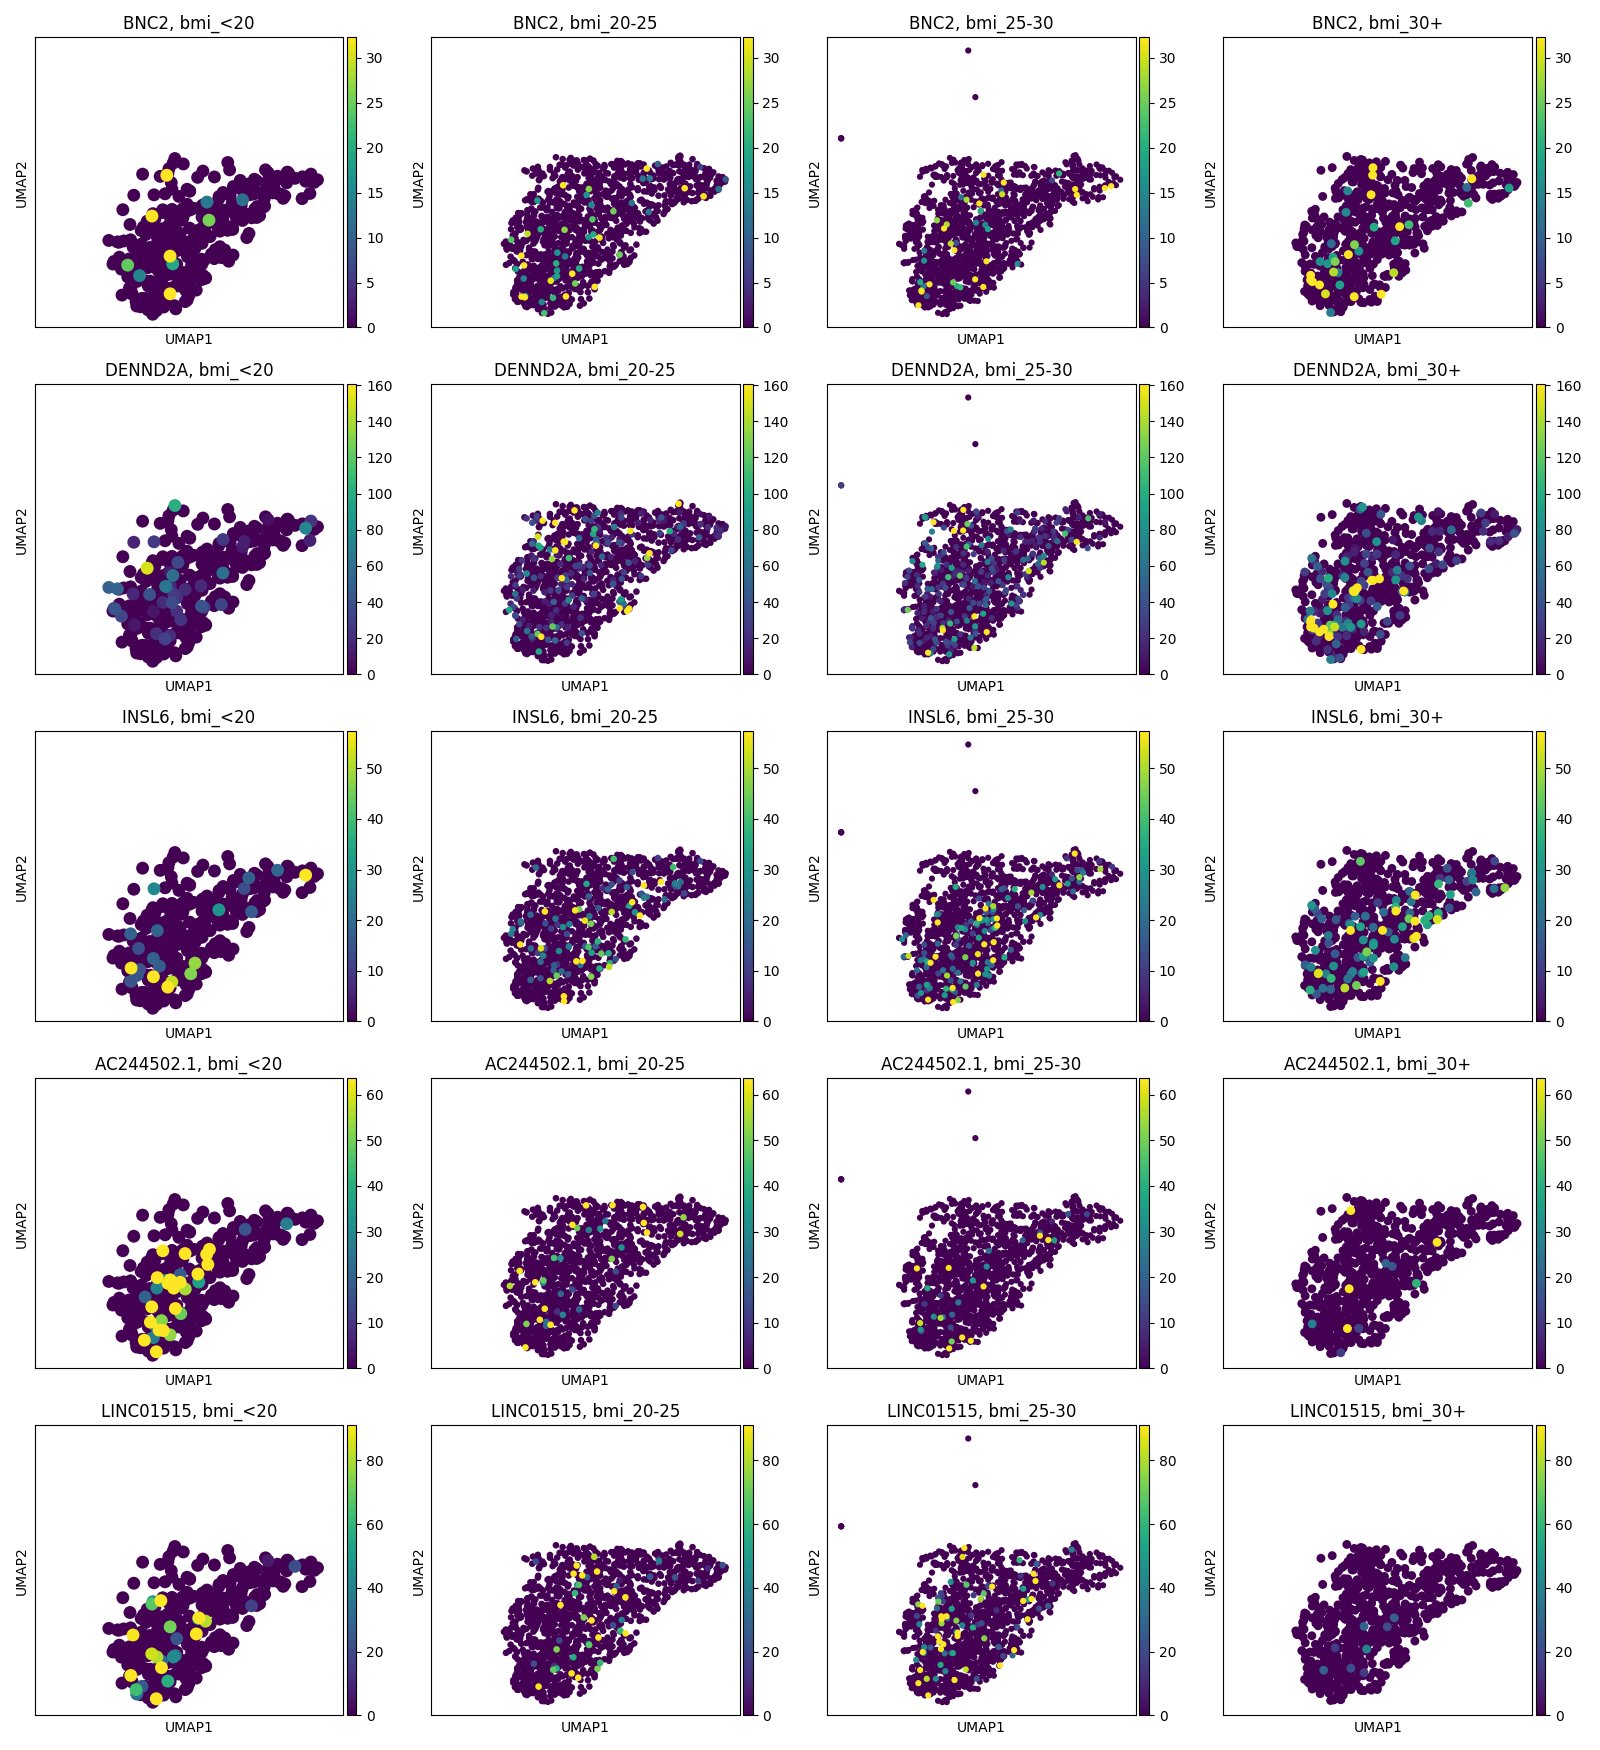 BNC2, bmi_<20
BNC2, bmi_20-25
BNC2, bmi_25-30
BNC2, bmi_30+
UMAP2
UMAP1
0
5
10
15
20
25
30
UMAP2
UMAP1
0
5
10
15
20
25
30
UMAP2
UMAP1
0
5
10
15
20
25
30
UMAP2
UMAP1
0
5
10
15
20
25
30
DENND2A, bmi_<20
DENND2A, bmi_20-25
DENND2A, bmi_25-30
DENND2A, bmi_30+
UMAP2
UMAP1
0
20
40
60
80
100
120
140
160
UMAP2
UMAP1
0
20
40
60
80
100
120
140
160
UMAP2
UMAP1
0
20
40
60
80
100
120
140
160
UMAP2
UMAP1
0
20
40
60
80
100
120
140
160
INSL6, bmi_<20
INSL6, bmi_20-25
INSL6, bmi_25-30
INSL6, bmi_30+
UMAP2
UMAP1
0
10
20
30
40
50
UMAP2
UMAP1
0
10
20
30
40
50
UMAP2
UMAP1
0
10
20
30
40
50
UMAP2
UMAP1
0
10
20
30
40
50
AC244502.1, bmi_<20
AC244502.1, bmi_20-25
AC244502.1, bmi_25-30
AC244502.1, bmi_30+
UMAP2
UMAP1
0
10
20
30
40
50
60
UMAP2
UMAP1
0
10
20
30
40
50
60
UMAP2
UMAP1
0
10
20
30
40
50
60
UMAP2
UMAP1
0
10
20
30
40
50
60
LINC01515, bmi_<20
LINC01515, bmi_20-25
LINC01515, bmi_25-30
LINC01515, bmi_30+
UMAP2
UMAP1
0
20
40
60
80
UMAP2
UMAP1
0
20
40
60
80
UMAP2
UMAP1
0
20
40
60
80
UMAP2
UMAP1
0
20
40
60
80